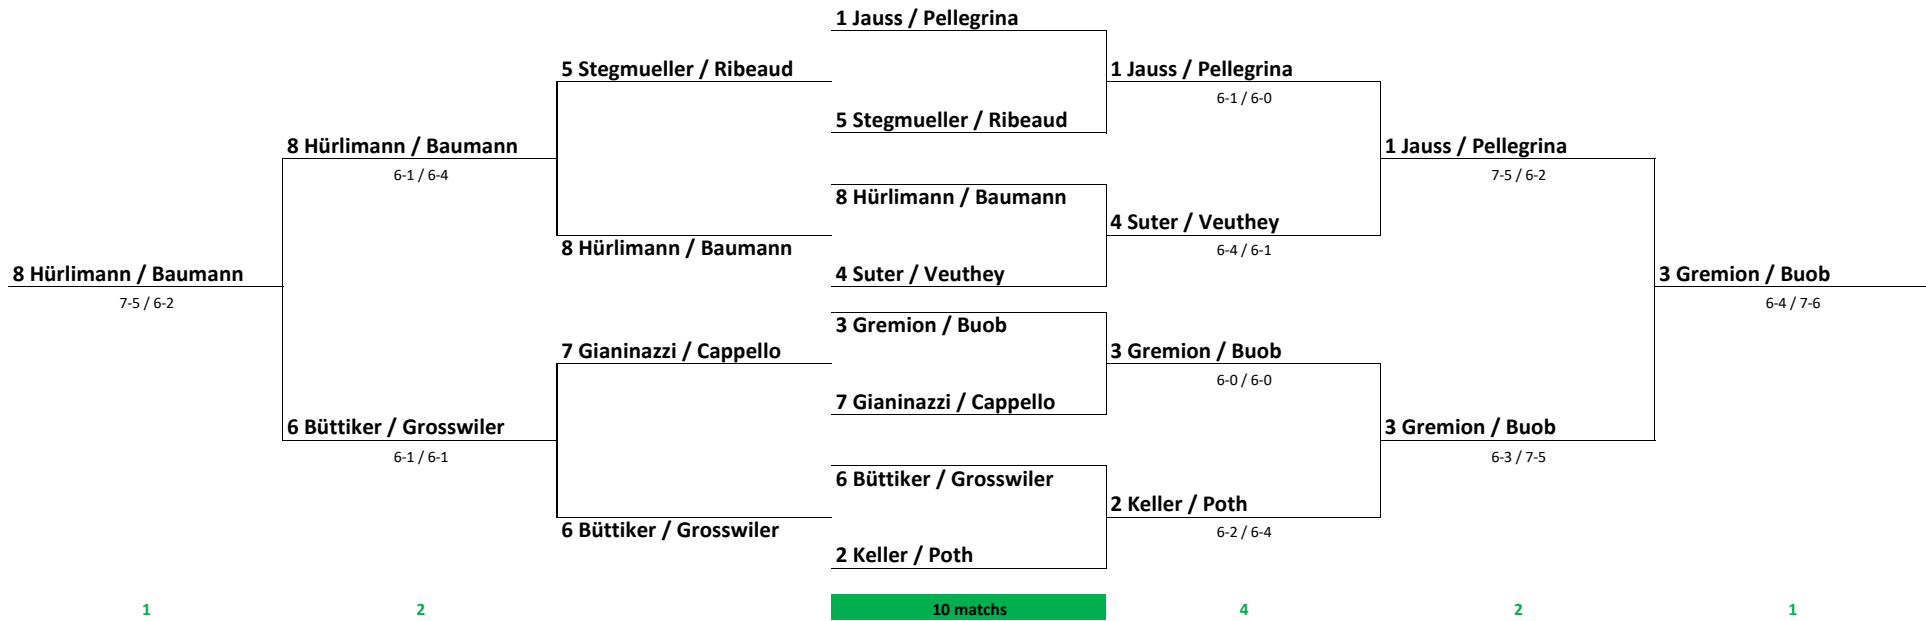 1 Jauss / Pellegrina
5 Stegmueller / Ribeaud
1 Jauss / Pellegrina
6-1 / 6-0
5 Stegmueller / Ribeaud
8 Hürlimann / Baumann
1 Jauss / Pellegrina
6-1 / 6-4
7-5 / 6-2
8 Hürlimann / Baumann
4 Suter / Veuthey
8 Hürlimann / Baumann
6-4 / 6-1
8 Hürlimann / Baumann
4 Suter / Veuthey
3 Gremion / Buob
7-5 / 6-2
6-4 / 7-6
3 Gremion / Buob
7 Gianinazzi / Cappello
3 Gremion / Buob
6-0 / 6-0
7 Gianinazzi / Cappello
6 Büttiker / Grosswiler
3 Gremion / Buob
6-1 / 6-1
6-3 / 7-5
6 Büttiker / Grosswiler
2 Keller / Poth
6 Büttiker / Grosswiler
6-2 / 6-4
2 Keller / Poth
1 2 10 matchs 4 2 1